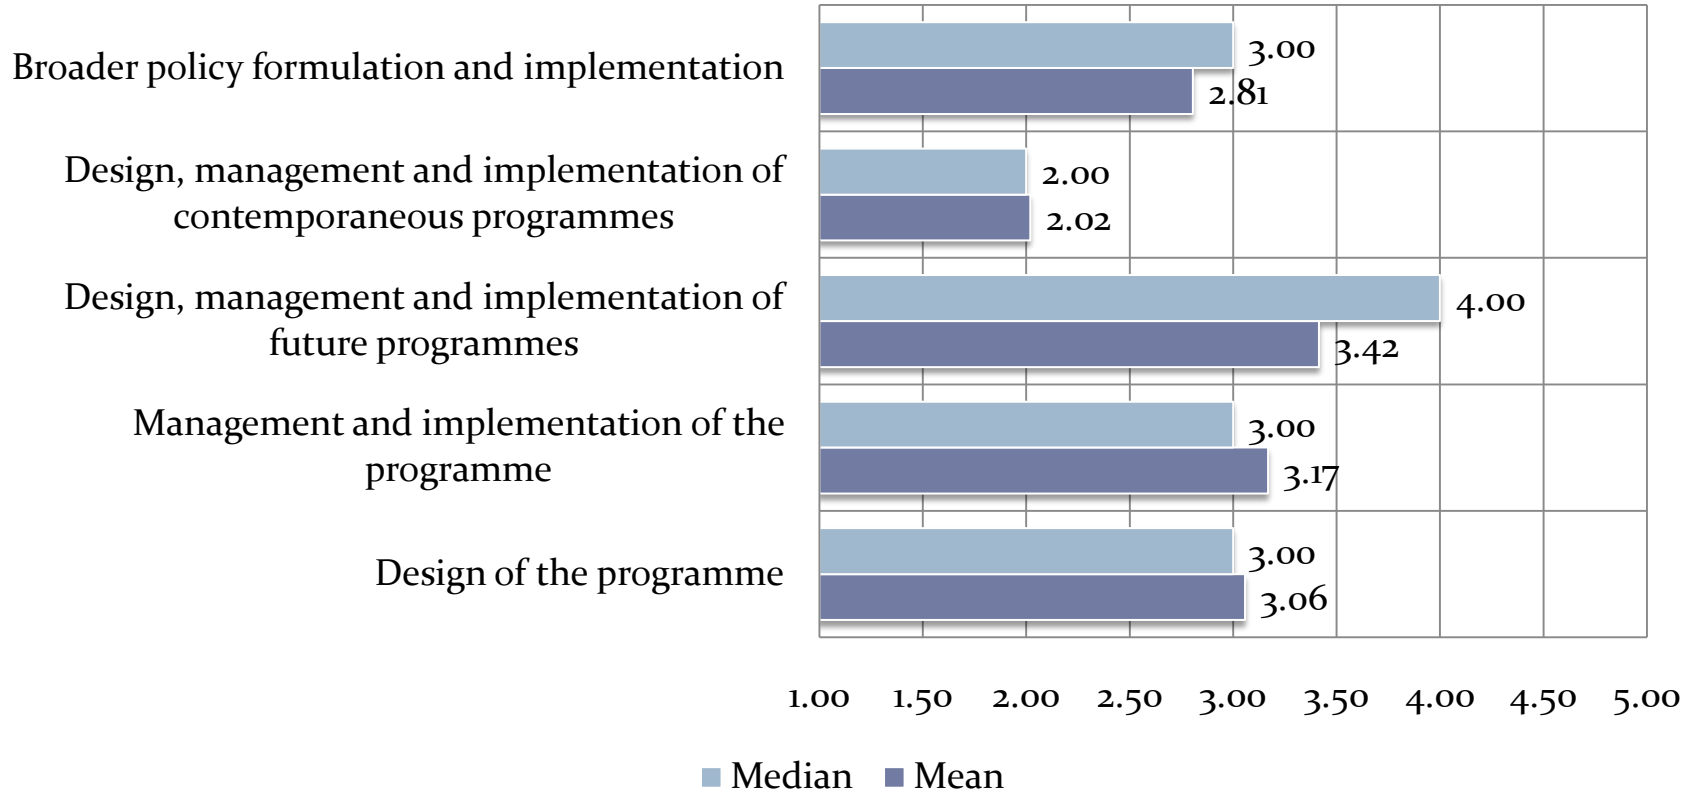 Broader policy formulation and implementation
3.00
2.81
Design, management and implementation of
contemporaneous programmes
2.00
2.02
Design, management and implementation of
future programmes
4.00
3.42
Management and implementation of the
programme
3.00
3.17
Design of the programme
3.00
3.06
1.00 1.50 2.00 2.50 3.00 3.50 4.00 4.50 5.00
Median Mean